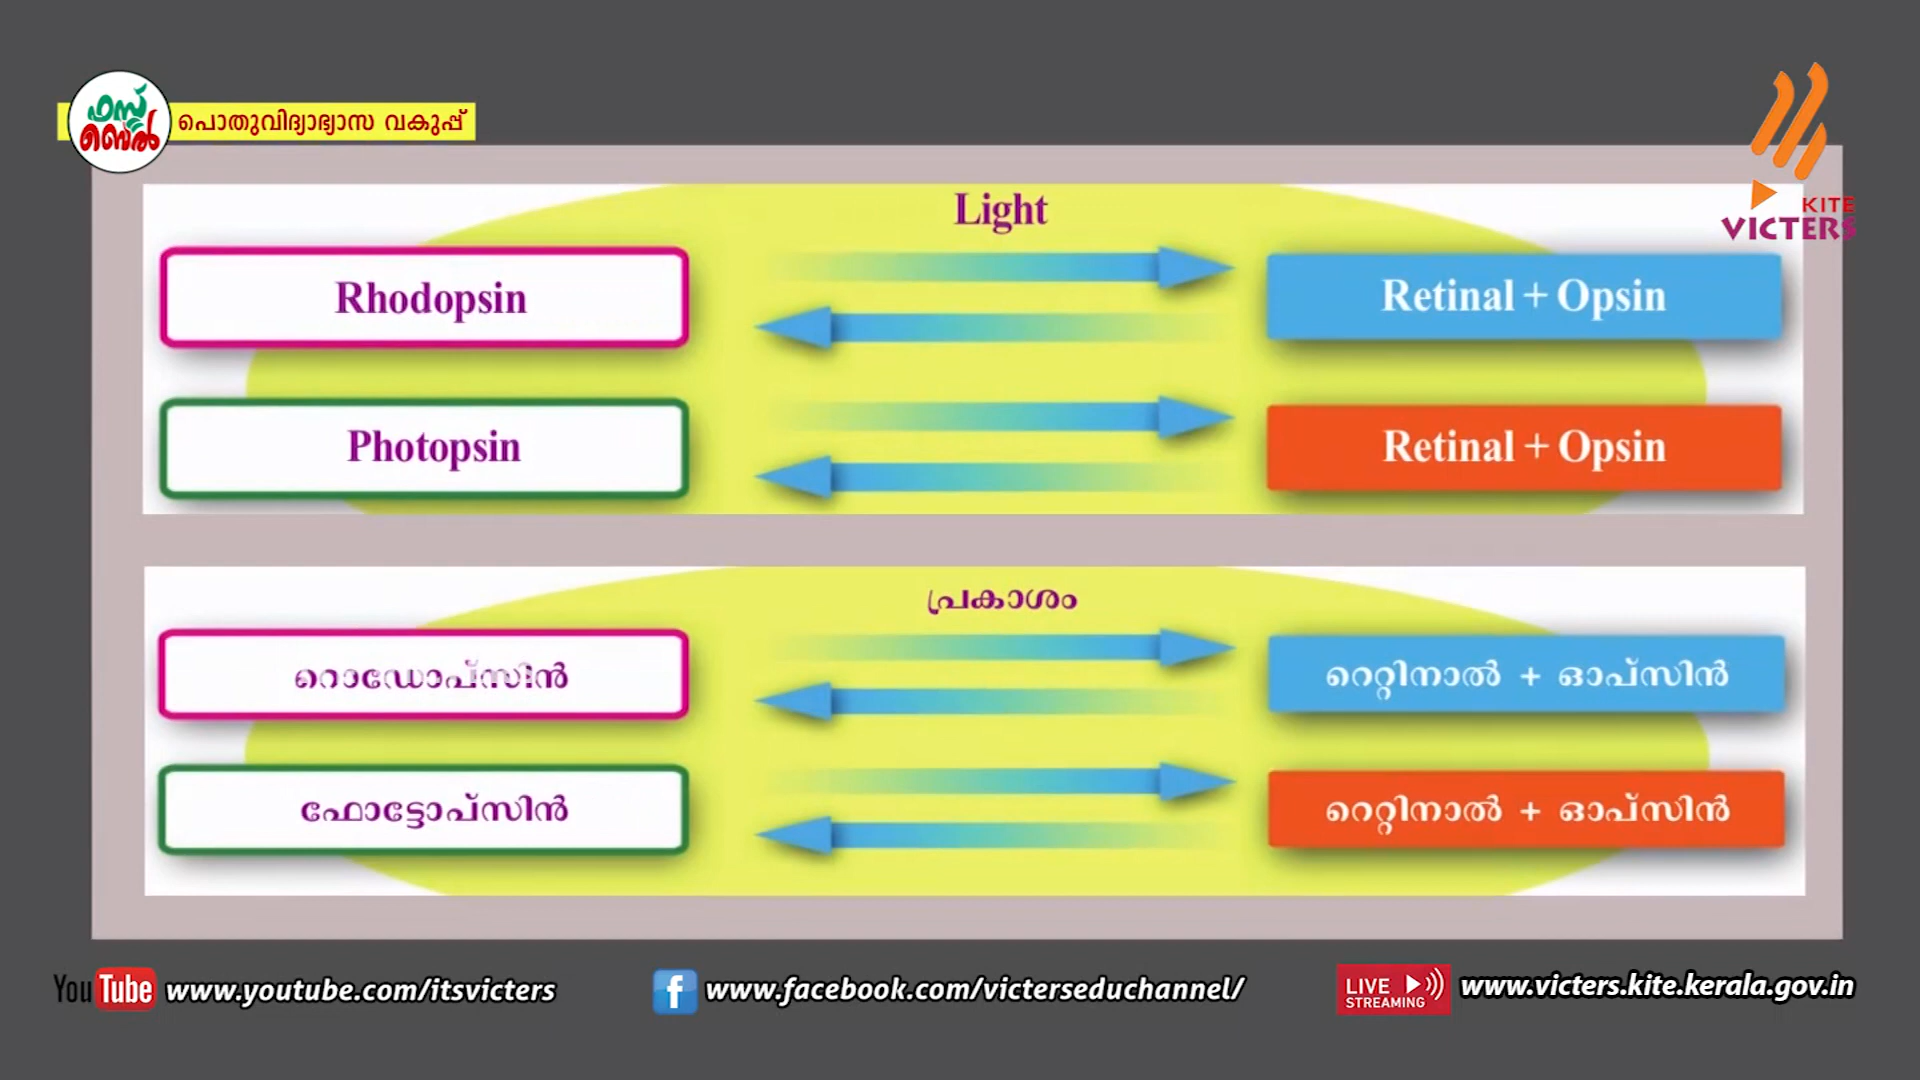 ഫസ്റ്റ്
ബെൽ
പൊതുവിദ്യാഭ്യാസ വകുപ്പ്
KITE
VICTERS
Light
Rhodopsin
Retinal + Opsin
Photopsin
Retinal + Opsin
പ്രകാശം
റൊഡോപ്സിൻ
റെറ്റിനാൽ + ഓപ്സിൻ
ഫോട്ടോപ്സിൻ
റെറ്റിനാൽ + ഓപ്സിൻ
YouTube www.youtube.com/itsvicters
f www.facebook.com/victerseduchannel/
LIVE STREAMING www.victers.kite.kerala.gov.in